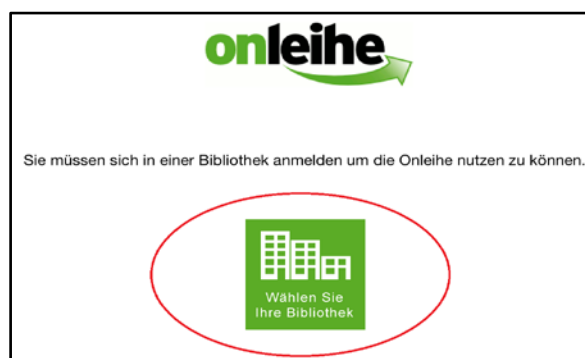 onleihe
Sie müssen sich in einer Bibliothek anmelden um die Onleihe nutzen zu können.
Wählen Sie
Ihre Bibliothek